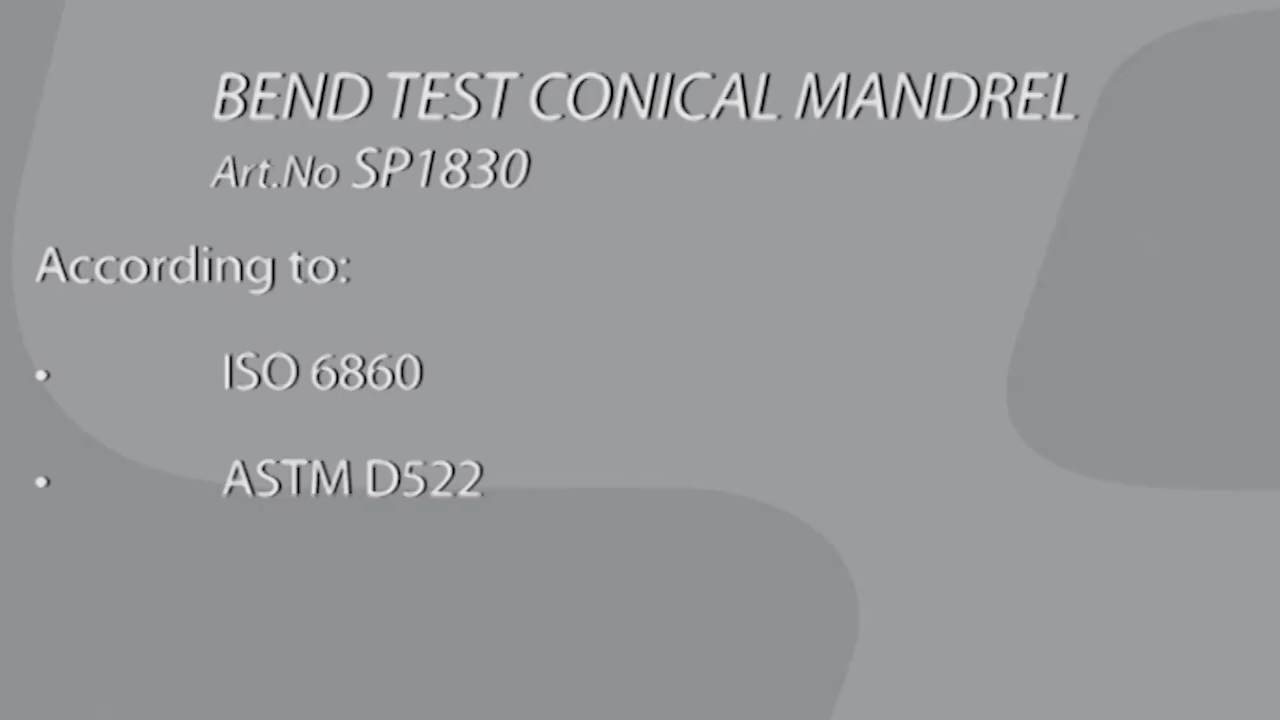 BEND TEST CONICAL MANDREL
Art.No SP1830
According to:
• ISO 6860
• ASTM D522